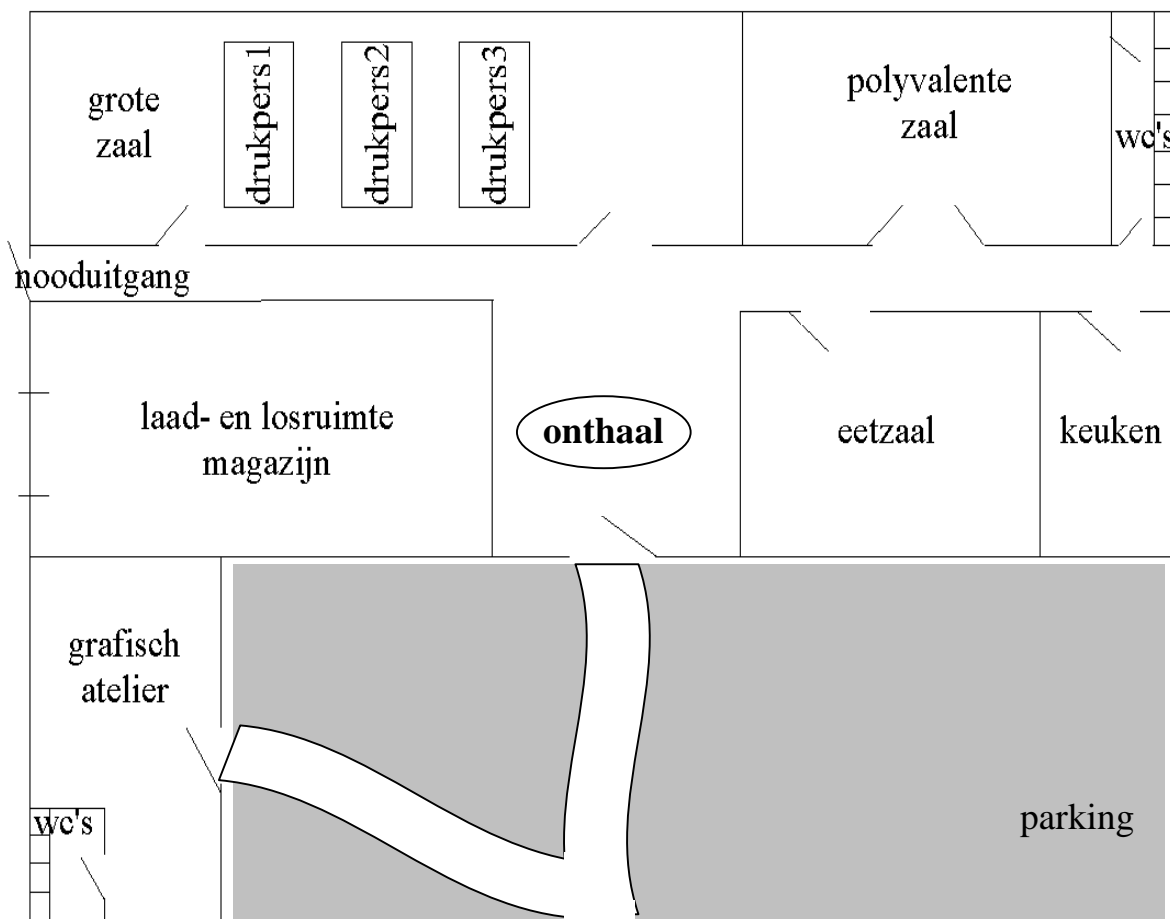 grote
zaal
drukpers1
drukpers2
drukpers3
polyvalente
zaal
wc's
nooduitgang
laad- en losruimte
magazijn
onthaal
eetzaal
keuken
grafisch
atelier
wc's
parking